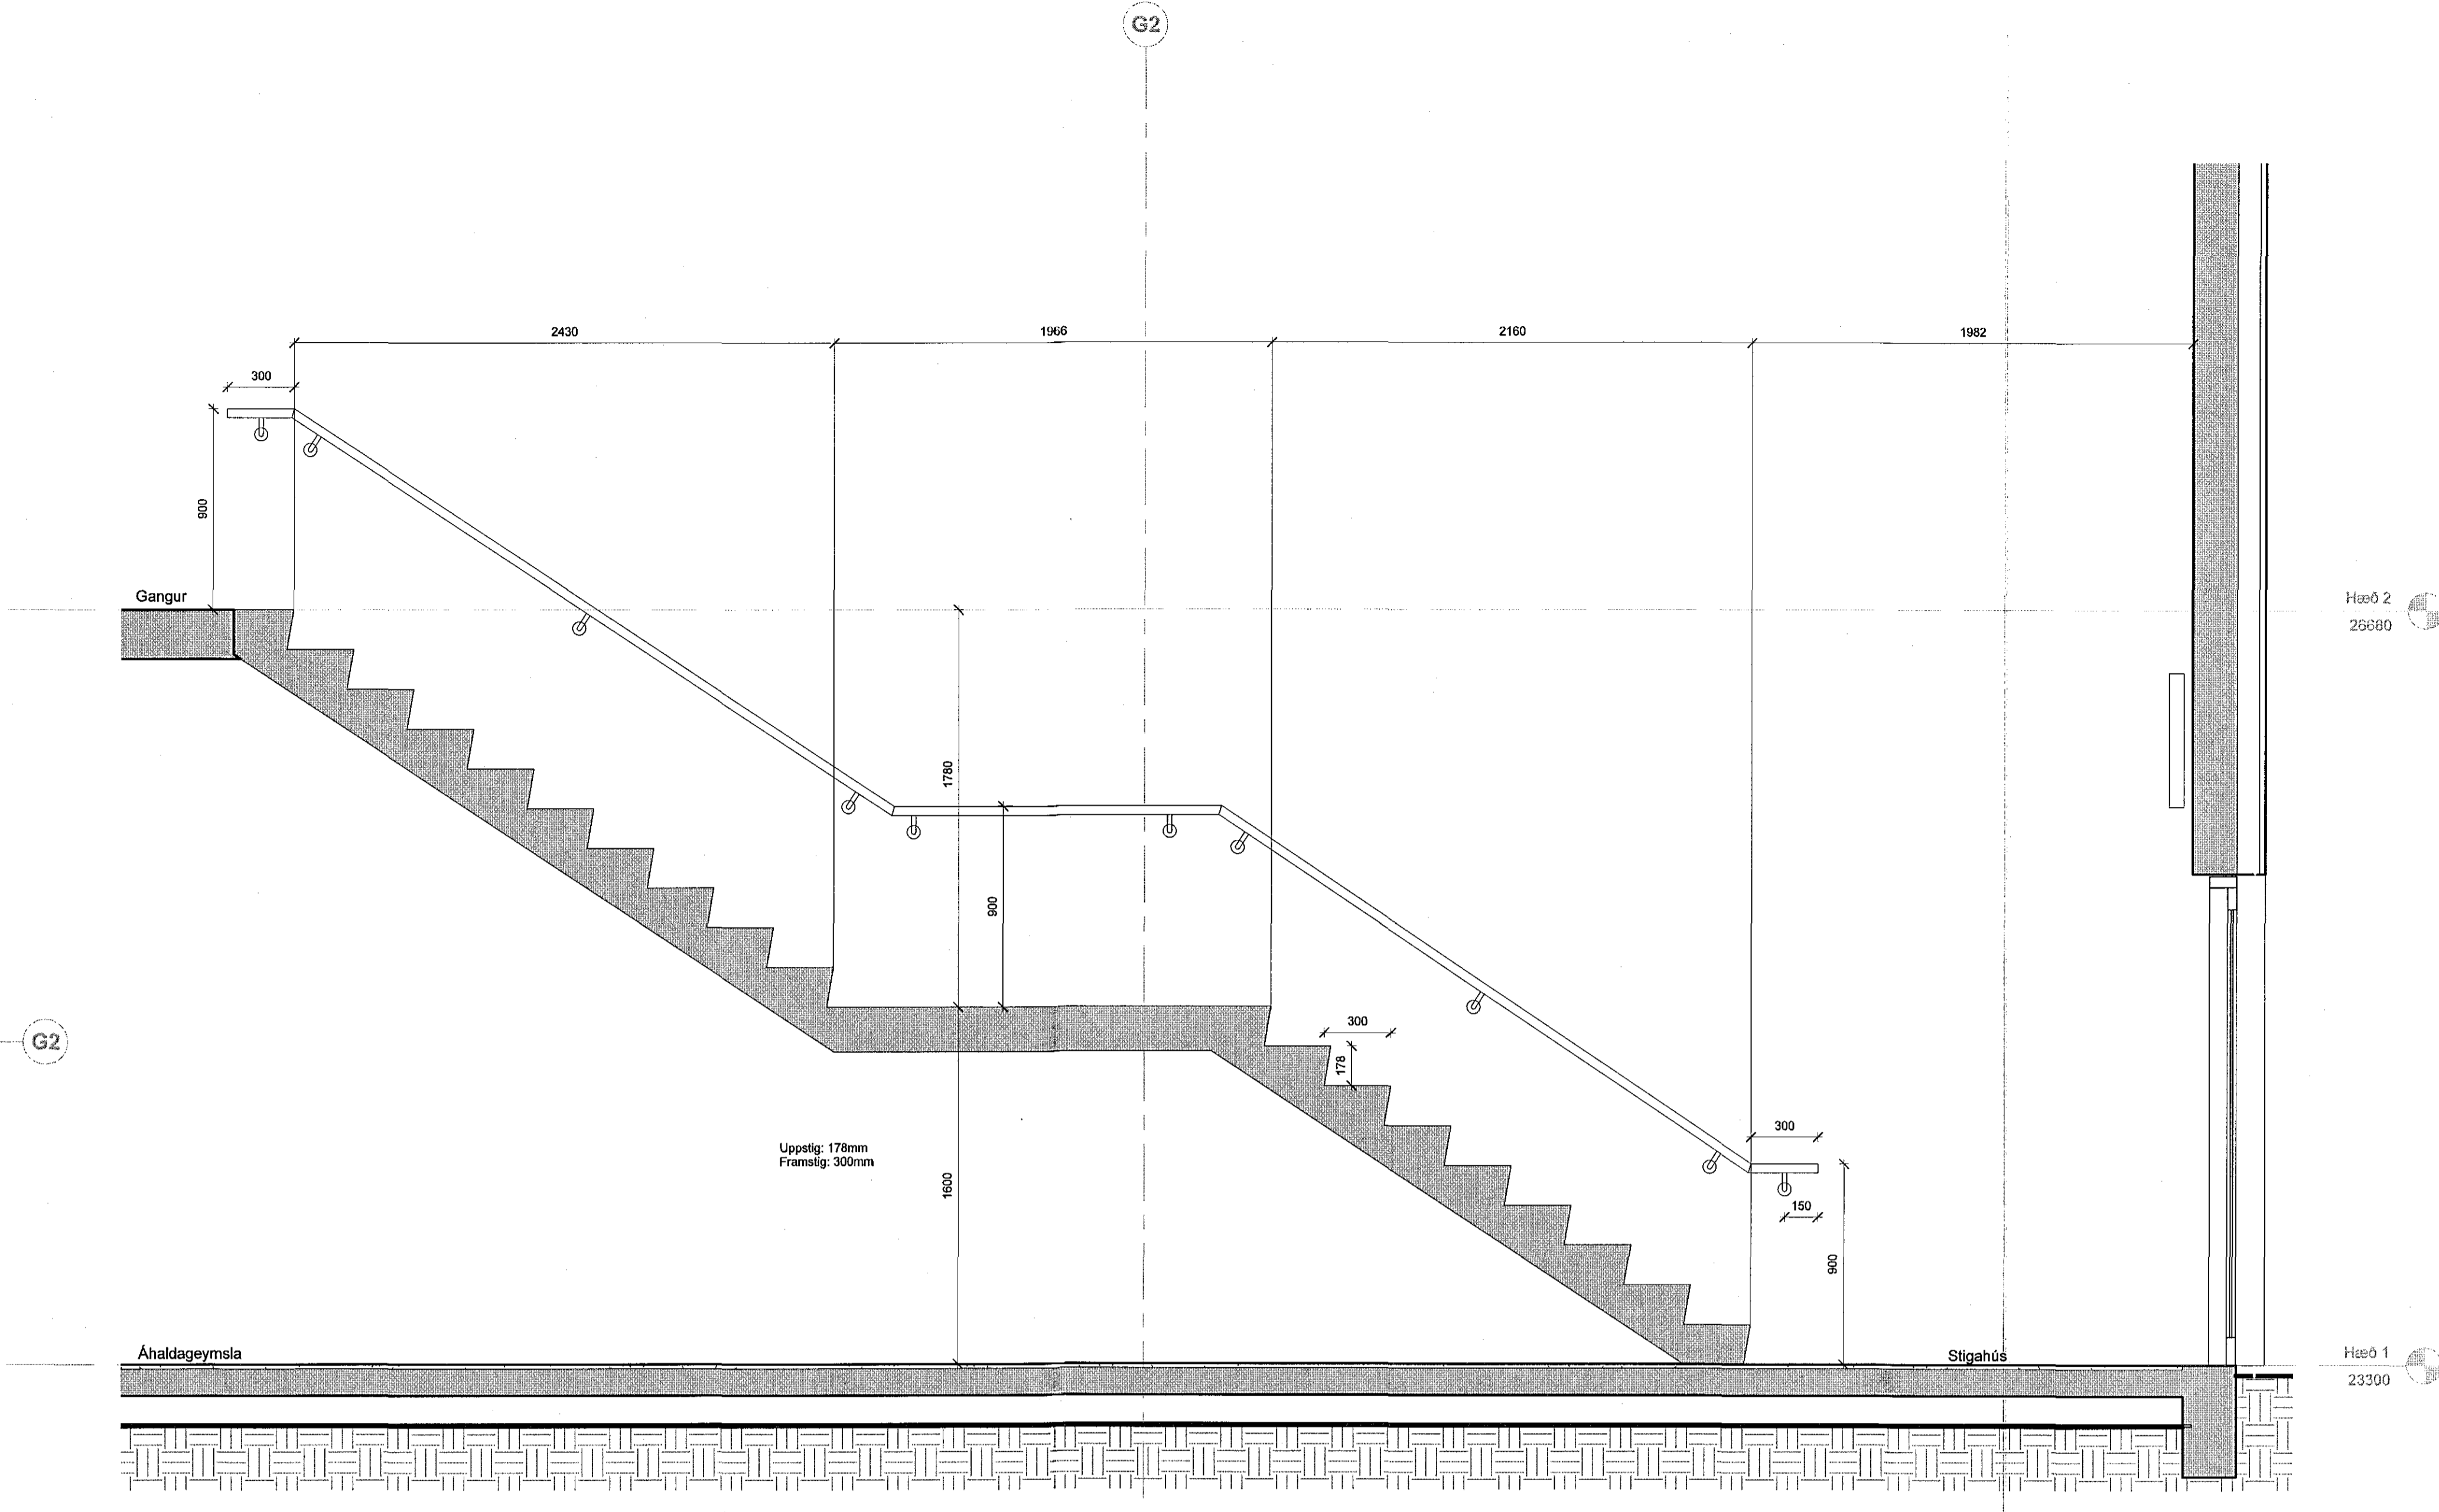 G2
2430
1966
2160
1982
300
900
Gangur
Hæð 2
26680
1780
900
G2
300
178
Uppstig: 178mm
Framstig: 300mm
1600
300
150
900
Áhaldageymsla
Stigahús
Hæð 1
23300